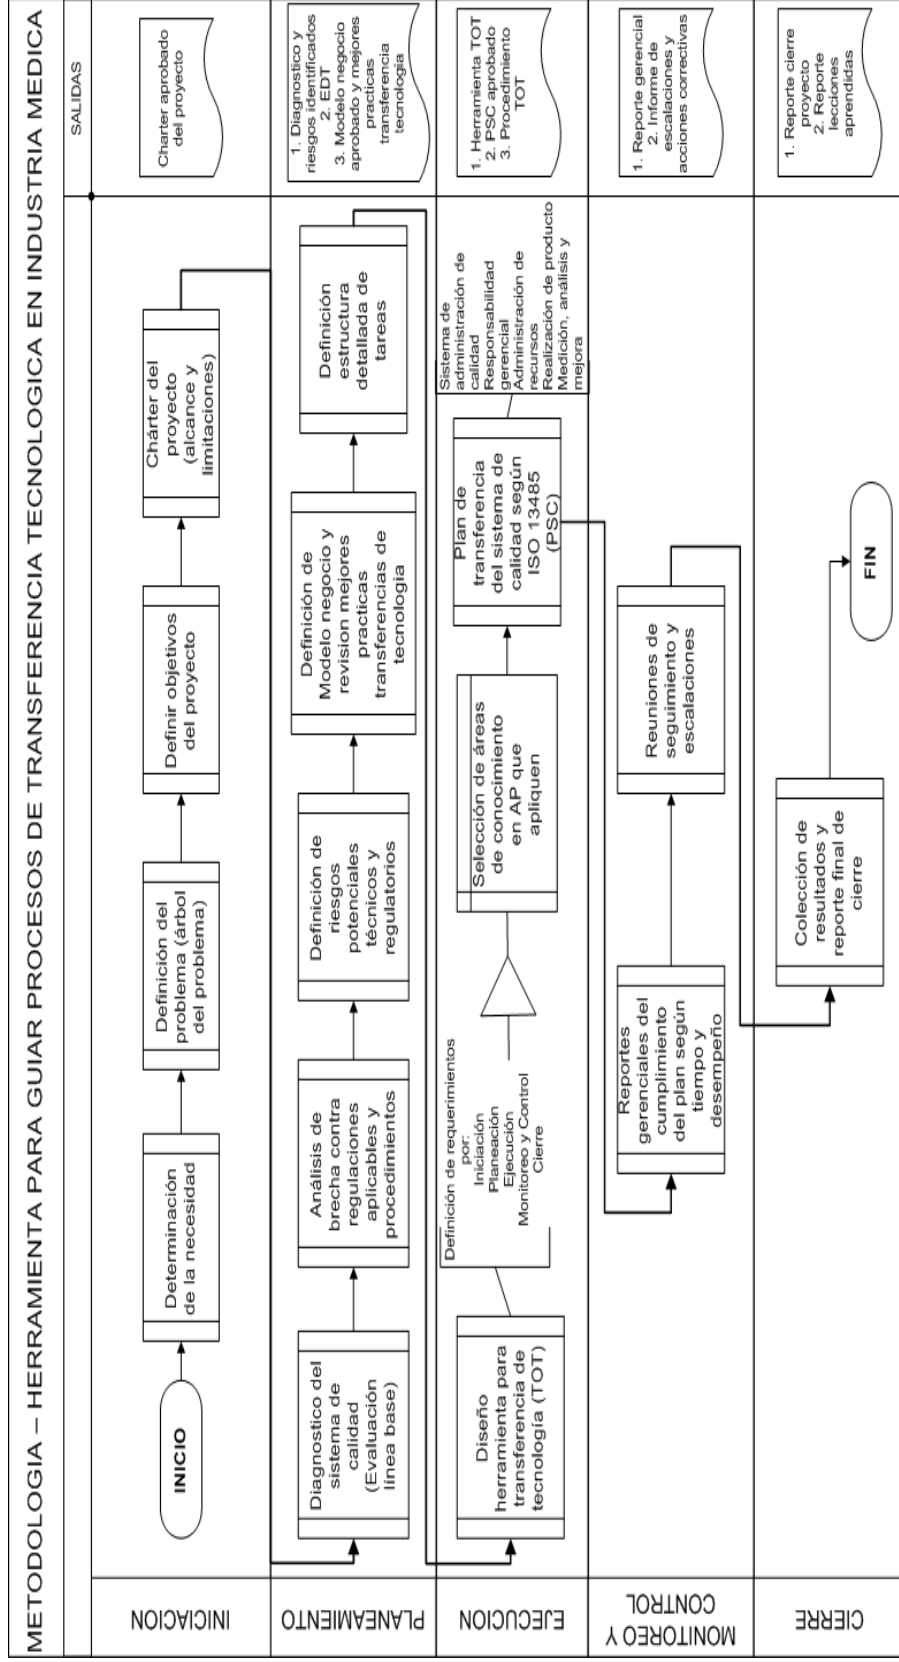 METODOLOGIA – HERRAMIENTA PARA GUIAR PROCESOS DE TRANSFERENCIA TECNOLOGICA EN INDUSTRIA MEDICA
SALIDAS
INICIACION
INICIO
Determinación
de la necesidad
Definición del
problema (árbol
del problema)
Definir objetivos
del proyecto
Chárter del
proyecto
(alcance y
limitaciones)
Charter aprobado
del proyecto
PLANEAMIENTO
Diagnostico del
sistema de
calidad
(Evaluación
línea base)
Análisis de
brecha contra
regulaciones
aplicables y
procedimientos
Definición de
riesgos
potenciales
técnicos y
regulatorios
Definición de
Modelo negocio y
revision mejores
practicas
transferencias de
tecnologia
Definición
estructura
detallada de
tareas
1. Diagnostico y
riesgos identificados
2. EDT
3. Modelo negocio
aprobado y mejores
practicas
transferencia
tecnologia
EJECUCION
Diseño
herramienta para
transferencia de
tecnología (TOT)
Definición de requerimientos
por:
Iniciación
Planeación
Ejecución
Monitoreo y Control
Cierre
Selección de áreas
de conocimiento
en AP que
apliquen
Plan de
transferencia
del sistema de
calidad según
ISO 13485
(PSC)
Sistema de
administración de
calidad
Responsabilidad
gerencial
Administración de
recursos
Realización de producto
Medición, análisis y
mejora
1. Herramienta TOT
2. PSC aprobado
3. Procedimiento
TOT
MONITOREO Y
CONTROL
Reportes
gerenciales del
cumplimiento
del plan según
tiempo y
desempeño
Reuniones de
seguimiento y
escalaciones
1. Reporte gerencial
2. Informe de
escalaciones y
acciones correctivas
CIERRE
Colección de
resultados y
reporte final de
cierre
FIN
1. Reporte cierre
proyecto
2. Reporte
lecciones
aprendidas